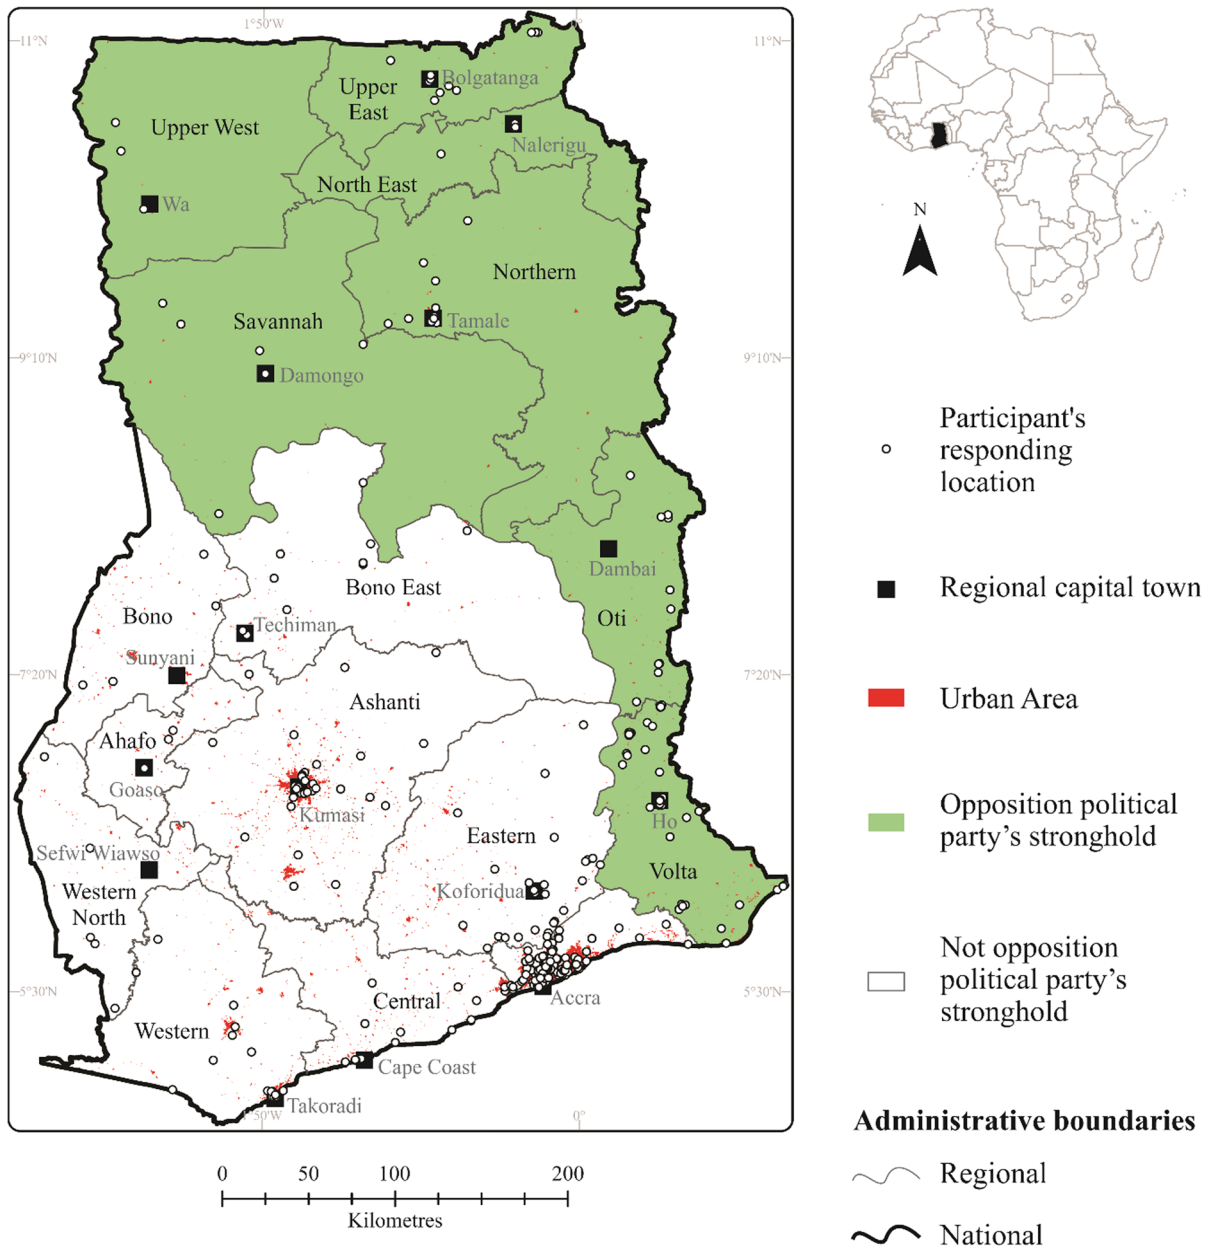 1°50'W
0°
11°N
11°N
Upper
East
Bolgatanga
Upper West
Nalerigu
North East
Wa
Northern
Savannah
Tamale
9°10'N
9°10'N
Damongo
Dambai
Bono East
Bono
Oti
Techiman
Sunyani
7°20'N
7°20'N
Ashanti
Ahafo
Goaso
Kumasi
Ho
Eastern
Sefwi Wiawso
Volta
Western
North
Koforidua
5°30'N
5°30'N
Central
Accra
Western
Cape Coast
Takoradi
1°50'W
0°
0
50
100
200
Kilometres
N
Participant's
responding
location
Regional capital town
Urban Area
Opposition political
party’s stronghold
Not opposition
political party’s
stronghold
Administrative boundaries
Regional
National